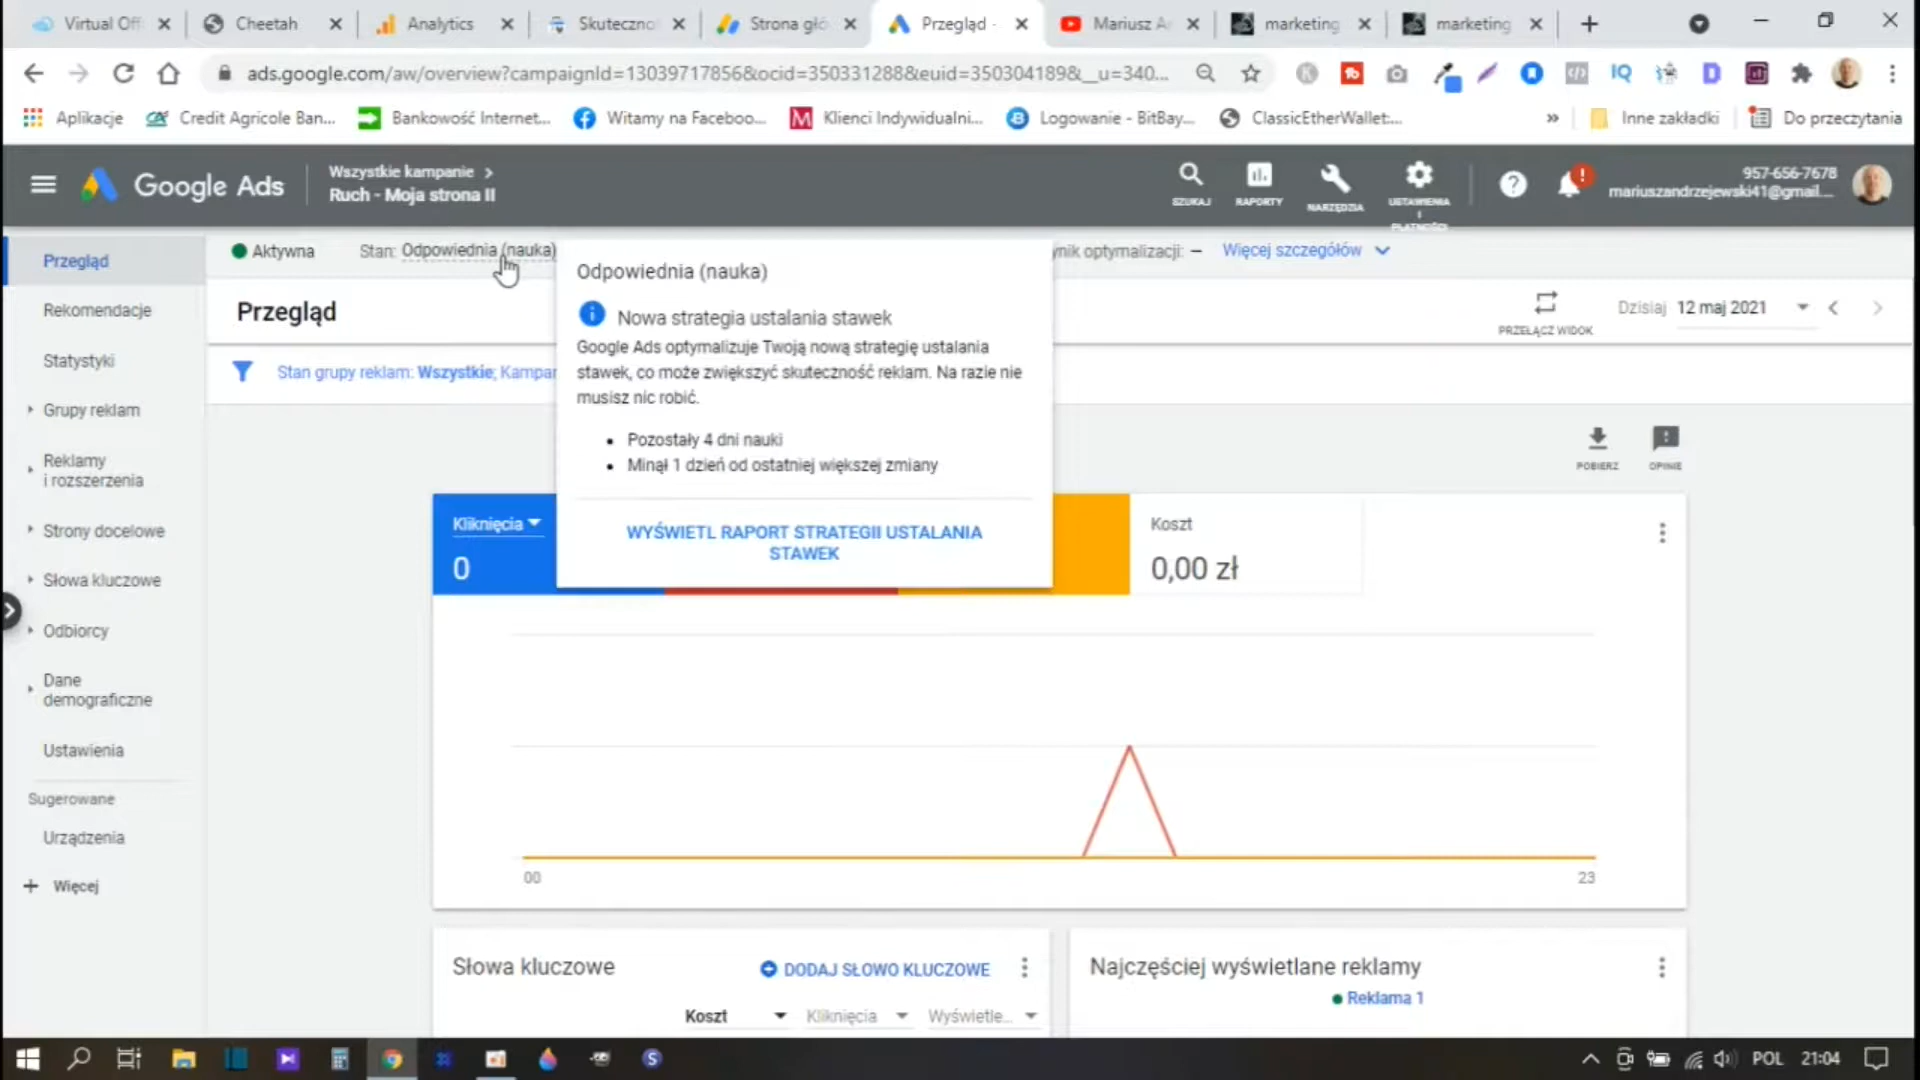 Virtual Off
Cheetah
Analytics
Skuteczno
Strona głó
Przegląd -
Mariusz A
marketing
marketing
ads.google.com/aw/overview?campaignId=13039717856&ocid=350331288&euid=350304189&__u=340...
Aplikacje
Credit Agricole Ban...
Bankowość Internet...
Witamy na Faceboo...
Klienci Indywidualni...
Logowanie - BitBay...
ClassicEtherWallet:...
»
Inne zakładki
Do przeczytania
Google Ads
Wszystkie kampanie >
Ruch - Moja strona II
SZUKAJ
RAPORTY
NARZĘDZIA
USTAWIENIA
I
PŁATNOŚCI
957-656-7678
mariuszandrzejewski41@gmail....
Przegląd
Rekomendacje
Statystyki
Grupy reklam
Reklamy
i rozszerzenia
Strony docelowe
Słowa kluczowe
Odbiorcy
Dane
demograficzne
Ustawienia
Sugerowane
Urządzenia
+ Więcej
Aktywna
Stan: Odpowiednia (nauka)
ynik optymalizacji: –
Więcej szczegółów
Przegląd
PRZEŁĄCZ WIDOK
Dzisiaj 12 maj 2021
Stan grupy reklam: Wszystkie; Kampar
Odpowiednia (nauka)
Nowa strategia ustalania stawek
Google Ads optymalizuje Twoją nową strategię ustalania
stawek, co może zwiększyć skuteczność reklam. Na razie nie
musisz nic robić.
• Pozostały 4 dni nauki
• Minął 1 dzień od ostatniej większej zmiany
WYŚWIETL RAPORT STRATEGII USTALANIA
STAWEK
POBIERZ
OPINIE
Kliknięcia
0
Koszt
0,00 zł
00
23
Słowa kluczowe
DODAJ SŁOWO KLUCZOWE
Koszt
Kliknięcia
Wyświetle...
Najczęściej wyświetlane reklamy
Reklama 1
POL
21:04